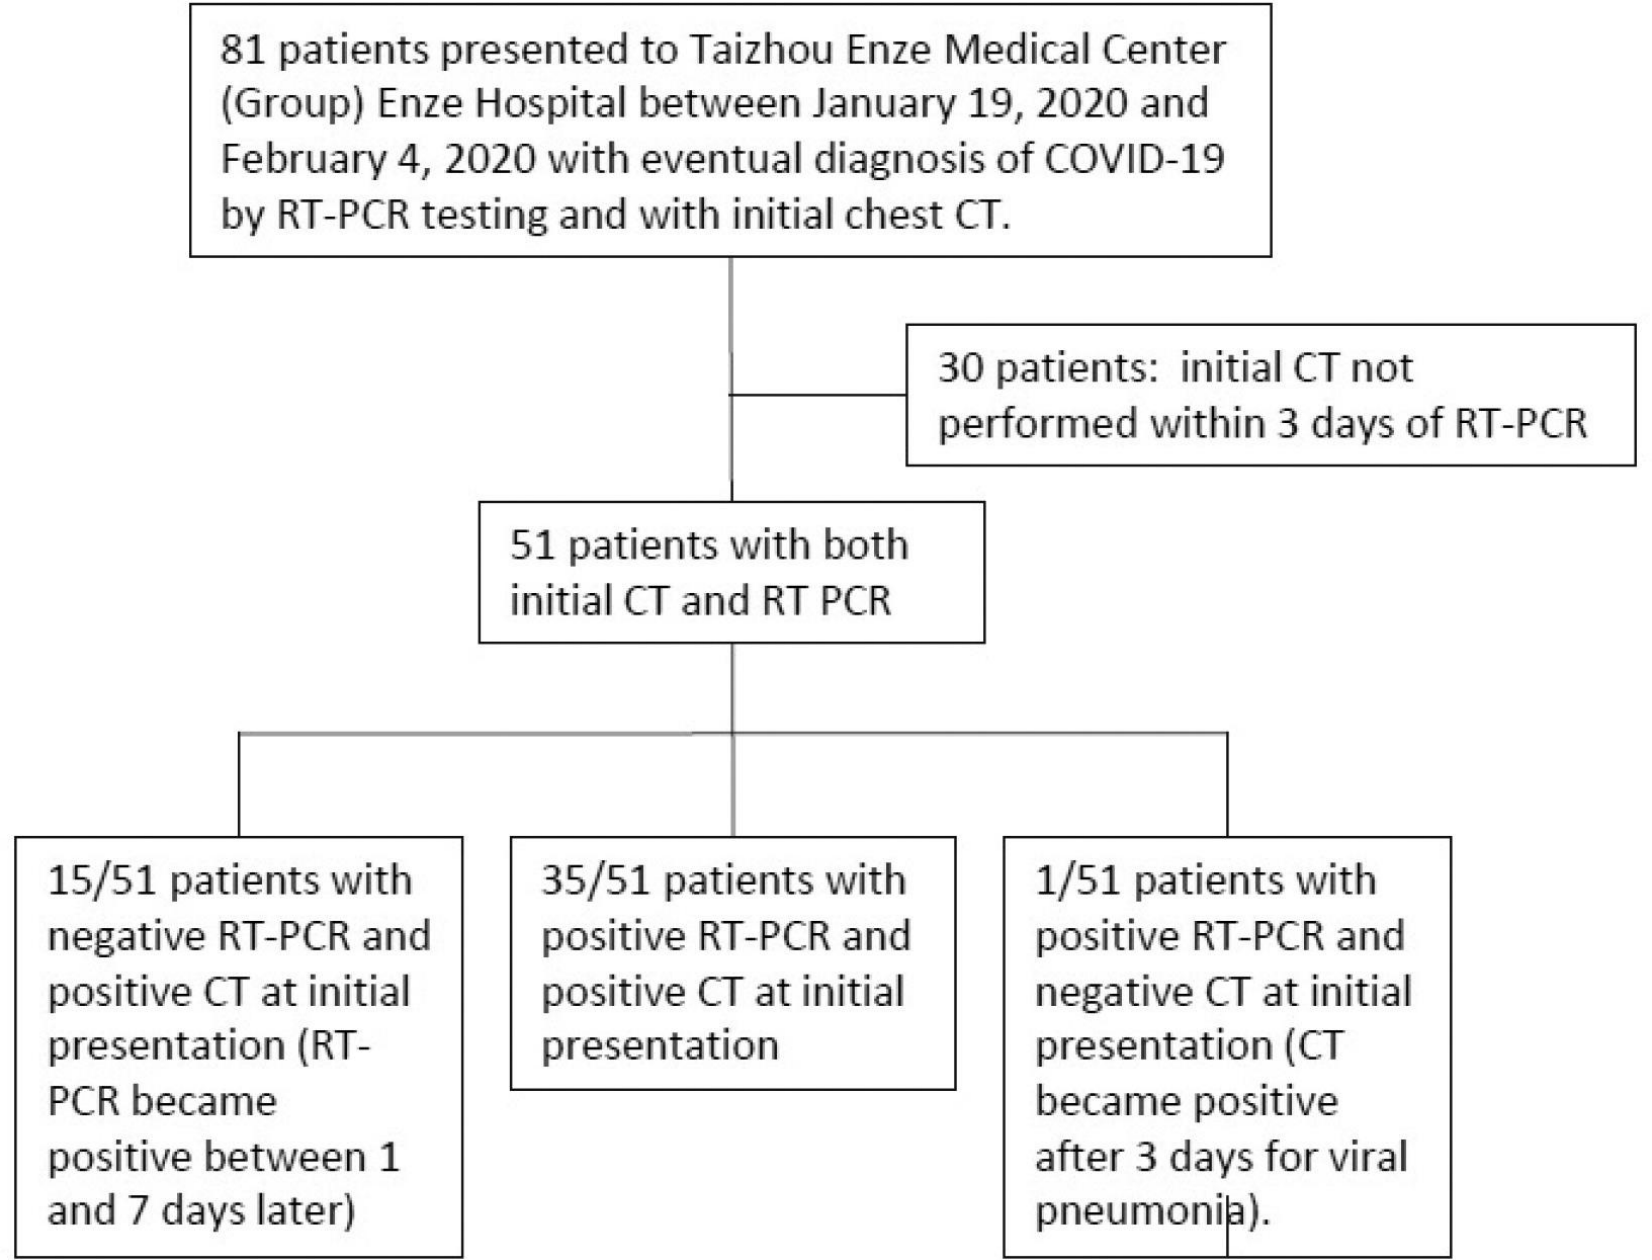 81 patients presented to Taizhou Enze Medical Center
(Group) Enze Hospital between January 19, 2020 and
February 4, 2020 with eventual diagnosis of COVID-19
by RT-PCR testing and with initial chest CT.
30 patients:  initial CT not
performed within 3 days of RT-PCR
51 patients with both
initial CT and RT PCR
15/51 patients with
negative RT-PCR and
positive CT at initial
presentation (RT-
PCR became
positive between 1
and 7 days later)
35/51 patients with
positive RT-PCR and
positive CT at initial
presentation
1/51 patients with
positive RT-PCR and
negative CT at initial
presentation (CT
became positive
after 3 days for viral
pneumonia).